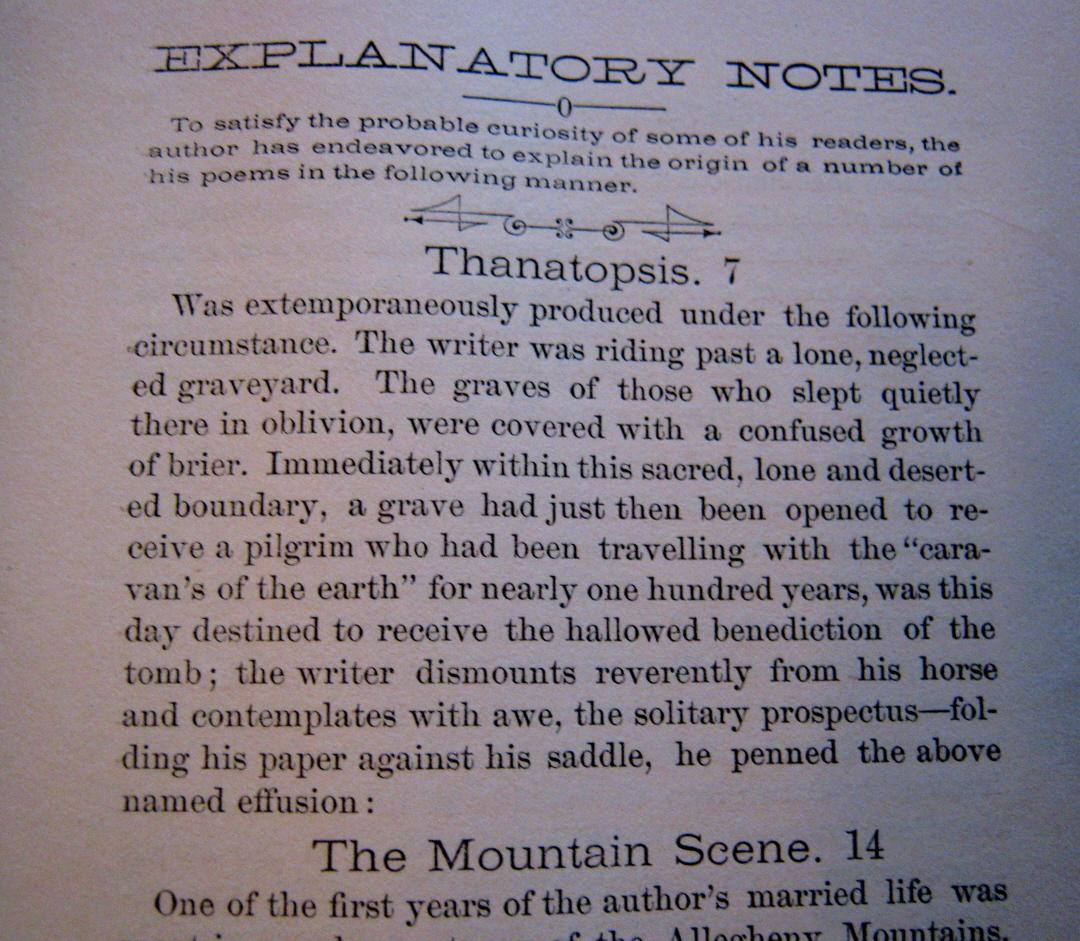 EXPLANATORY NOTES.
0
To satisfy the probable curiosity of some of his readers, the
author has endeavored to explain the origin of a number of
his poems in the following manner.
Thanatopsis. 7
Was extemporaneously produced under the following
circumstance. The writer was riding past a lone, neglect-
ed graveyard. The graves of those who slept quietly
there in oblivion, were covered with a confused growth
of brier. Immediately within this sacred, lone and desert-
ed boundary, a grave had just then been opened to re-
ceive a pilgrim who had been travelling with the “cara-
van's of the earth” for nearly one hundred years, was this
day destined to receive the hallowed benediction of the
tomb; the writer dismounts reverently from his horse
and contemplates with awe, the solitary prospectus—fol-
ding his paper against his saddle, he penned the above
named effusion:
The Mountain Scene. 14
One of the first years of the author's married life was
of the Allegheny Mountains.